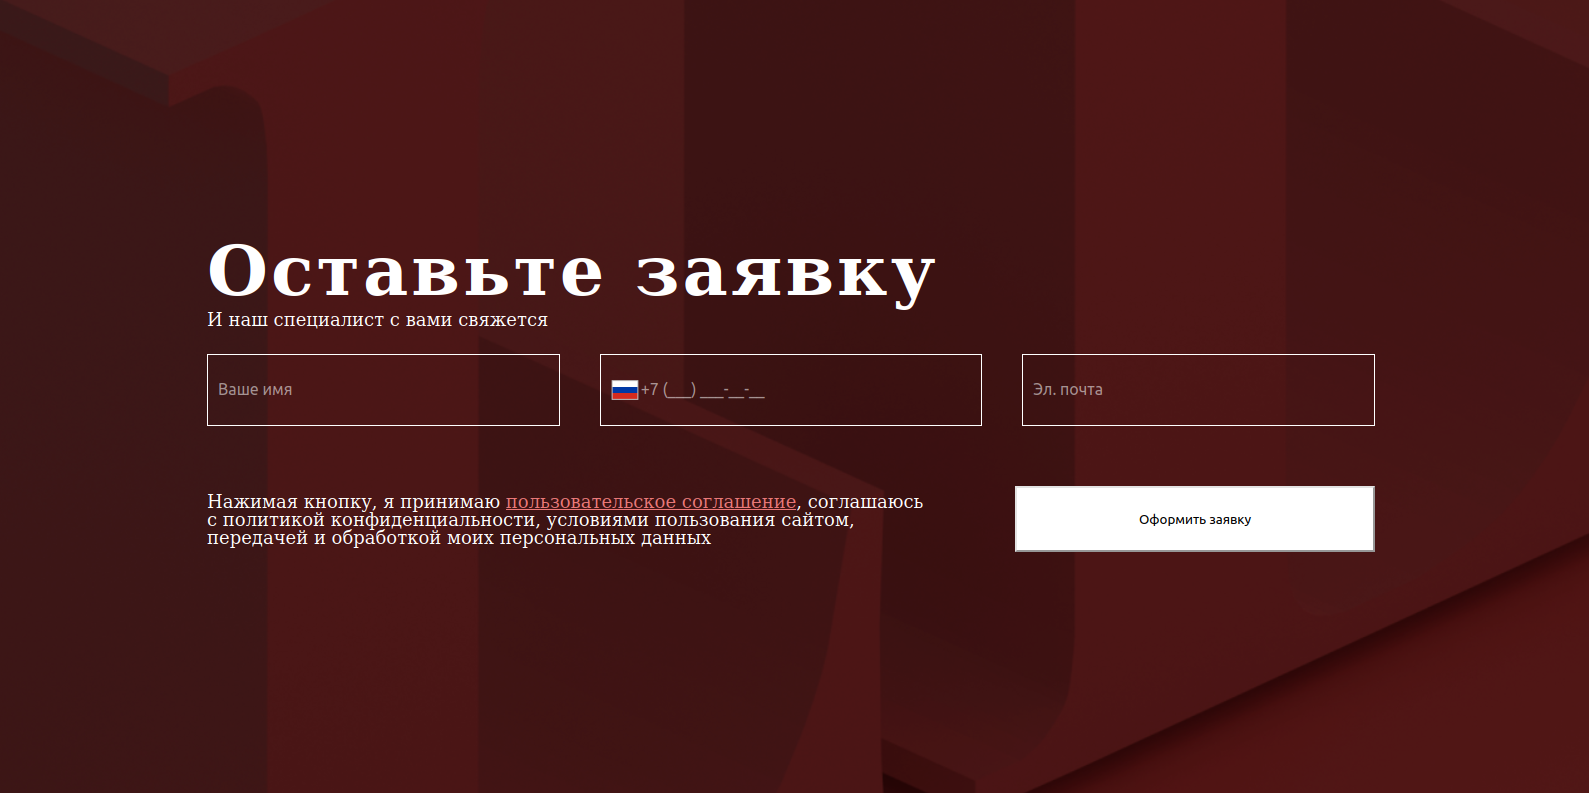 Оставьте заявку
И наш специалист с вами свяжется
Ваше имя
+7 (___) ___-__-__
Эл. почта
Нажимая кнопку, я принимаю пользовательское соглашение, соглашаюсь
с политикой конфиденциальности, условиями пользования сайтом,
передачей и обработкой моих персональных данных
Оформить заявку